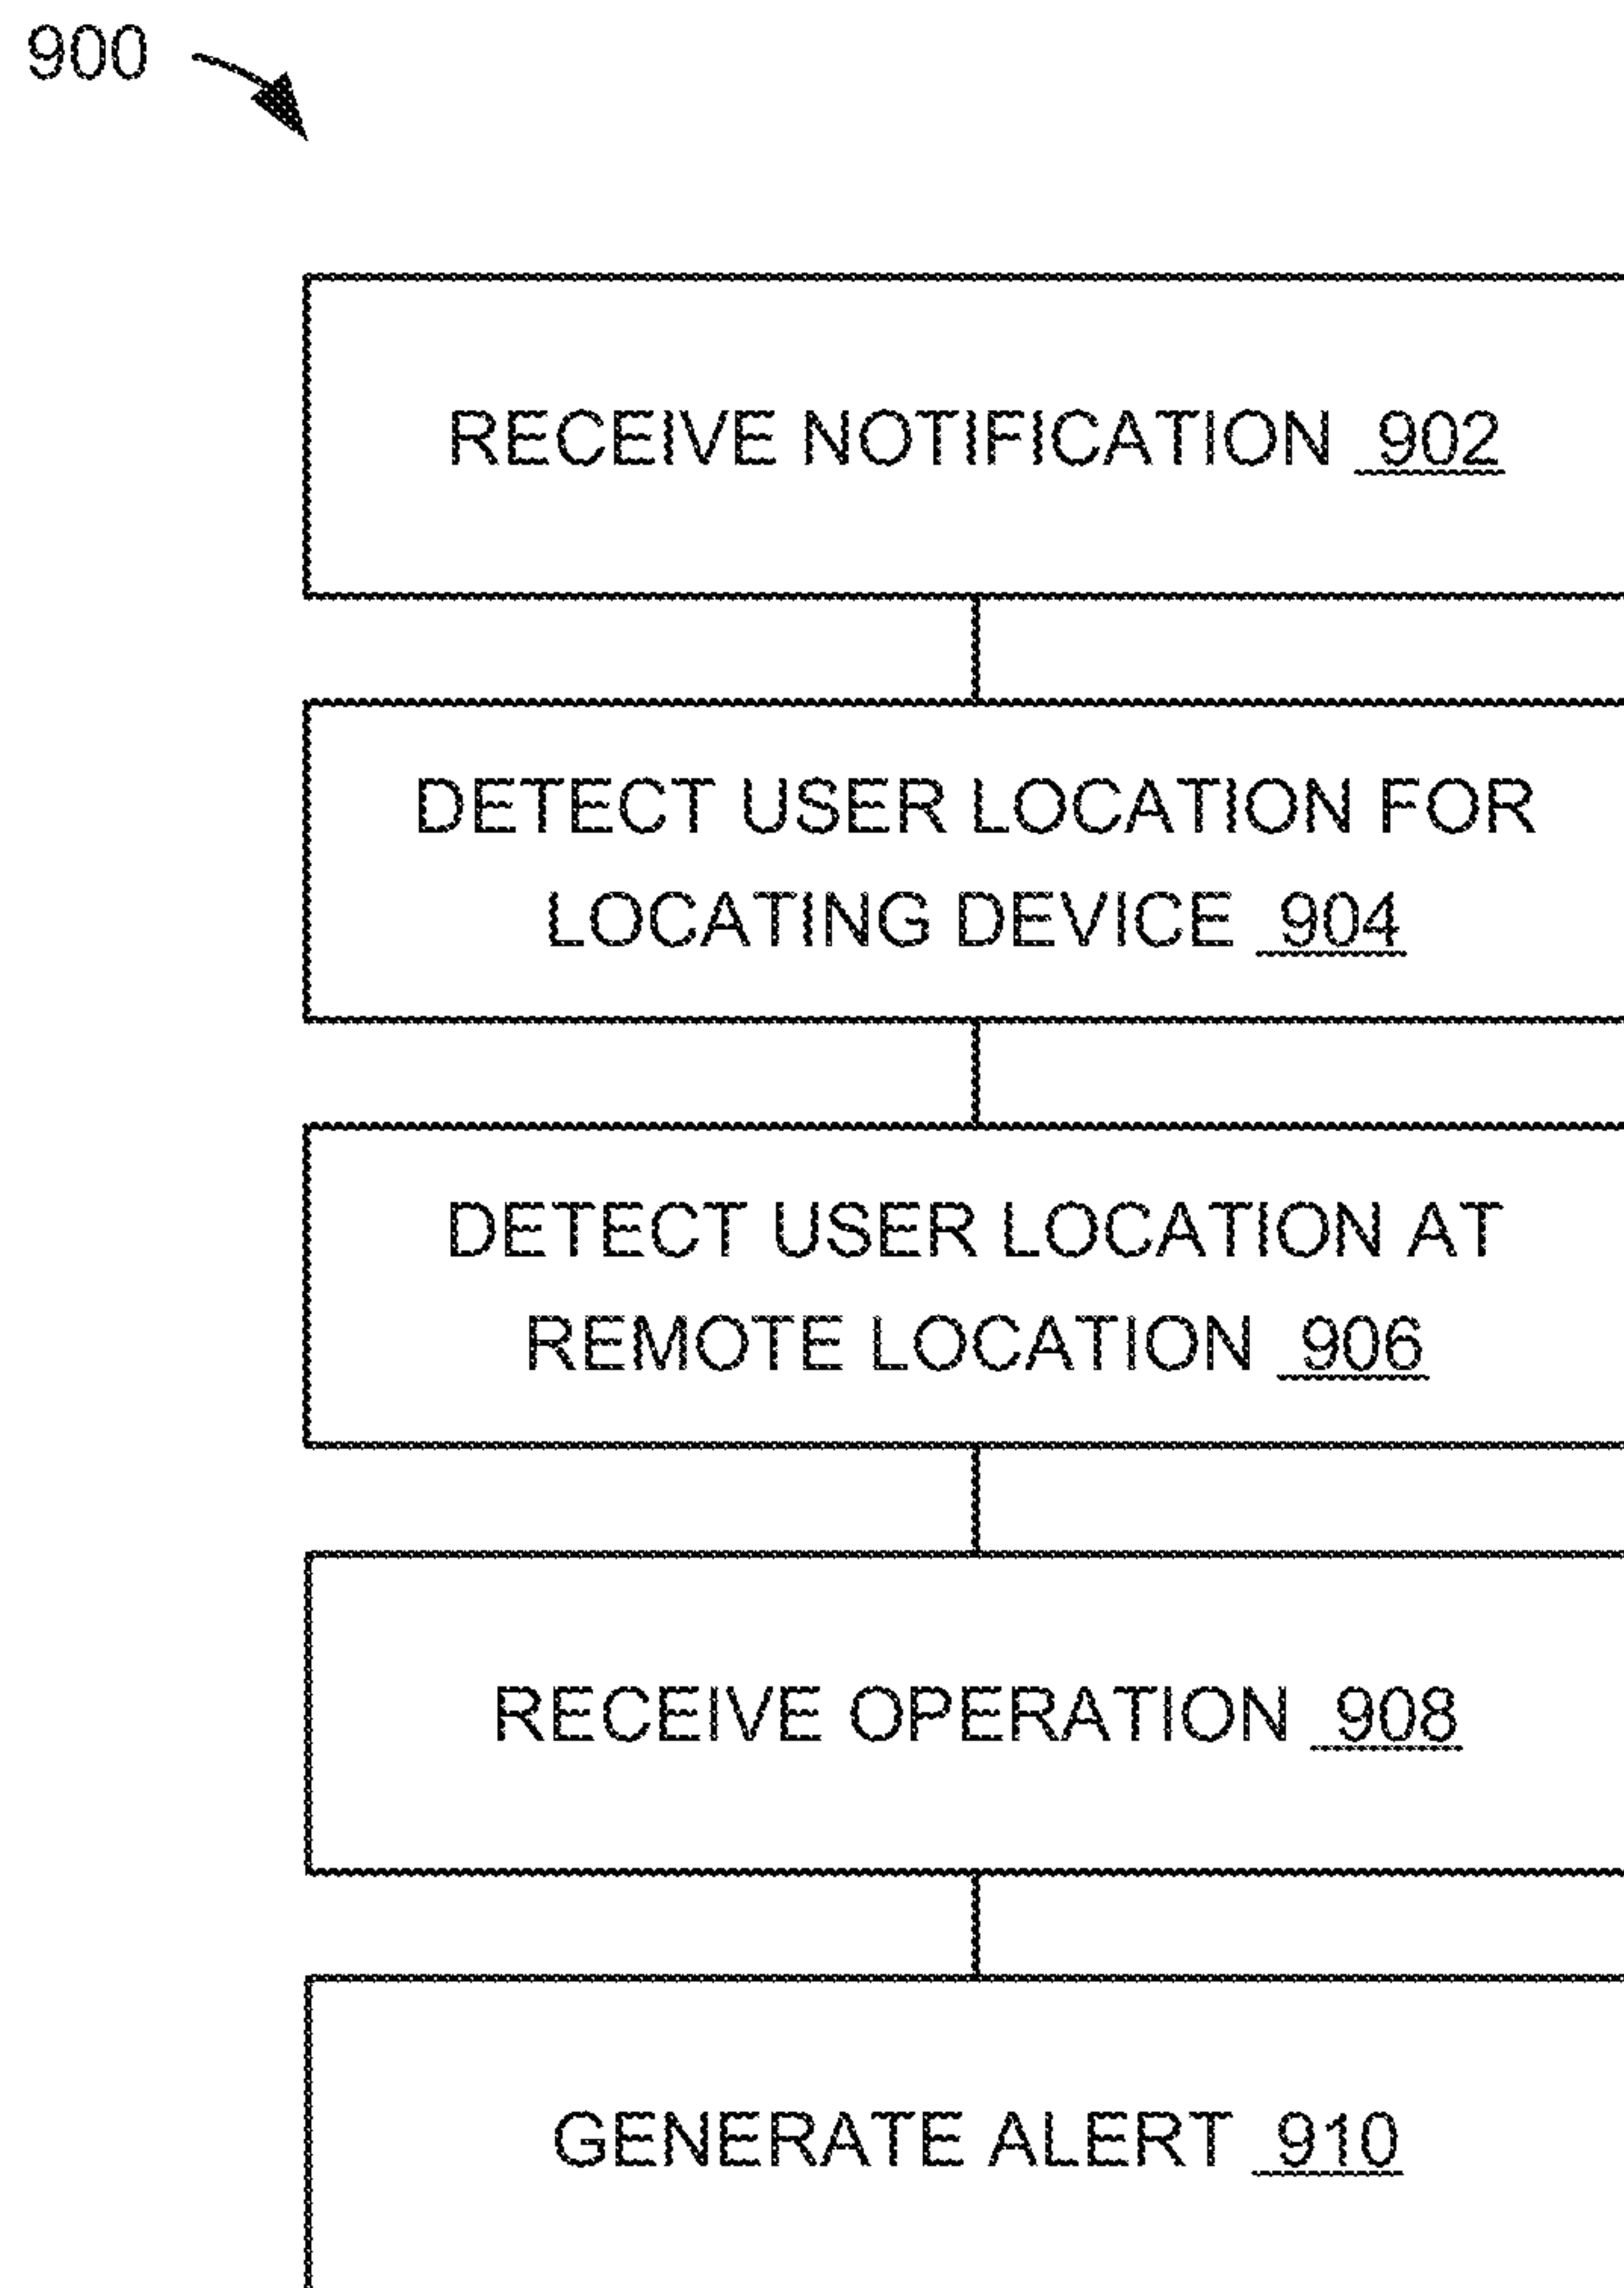 900
RECEIVE NOTIFICATION 902
DETECT USER LOCATION FOR
LOCATING DEVICE 904
DETECT USER LOCATION AT
REMOTE LOCATION 906
RECEIVE OPERATION 908
GENERATE ALERT 910